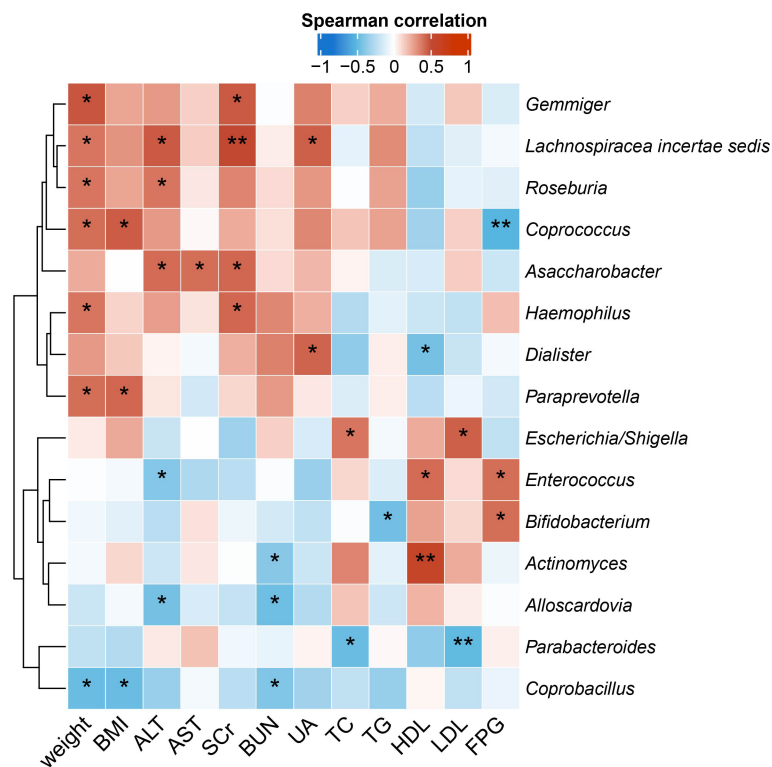 Spearman correlation
−1 −0.5 0 0.5 1
* * Gemmiger
* * ** * Lachnospiracea incertae sedis
* * Roseburia
* * ** Coprococcus
* * * Asaccharobacter
* * Haemophilus
* * Dialister
* * Paraprevotella
* * Escherichia/Shigella
* * * Enterococcus
* * Bifidobacterium
* ** Actinomyces
* * Alloscardovia
* ** Parabacteroides
* * * Coprobacillus
weight BMI ALT AST SCr BUN UA TC TG HDL LDL FPG